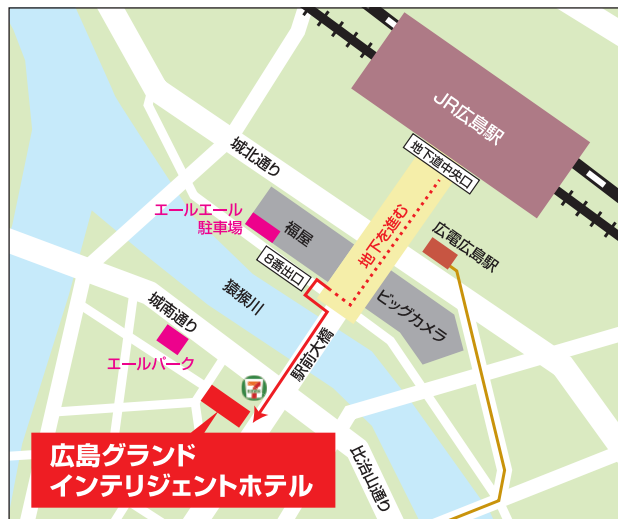 JR広島駅
地下道中央口
城北通り
地下を進む
エールエール
駐車場
福屋
広電広島駅
8番出口
猿猴川
ビッグカメラ
城南通り
駅前大橋
エールパーク
7
広島グランド
インテリジェントホテル
比治山通り